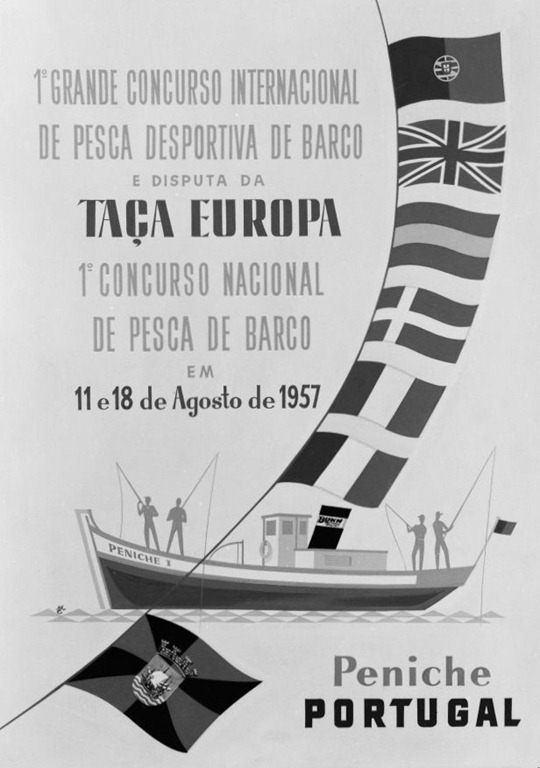 1º GRANDE CONCURSO INTERNACIONAL
DE PESCA DESPORTIVA DE BARCO
E DISPUTA DA
TAÇA EUROPA
1º CONCURSO NACIONAL
DE PESCA DE BARCO
EM
11 e 18 de Agosto de 1957
PENICHE 1
Peniche
PORTUGAL